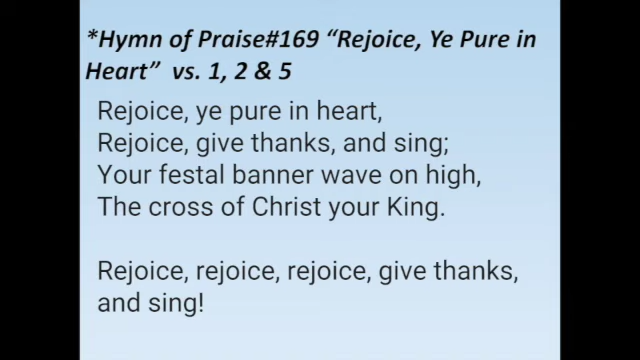 *Hymn of Praise#169 “Rejoice, Ye Pure in
Heart” vs. 1, 2 & 5
Rejoice, ye pure in heart,
Rejoice, give thanks, and sing;
Your festal banner wave on high,
The cross of Christ your King.
Rejoice, rejoice, rejoice, give thanks,
and sing!